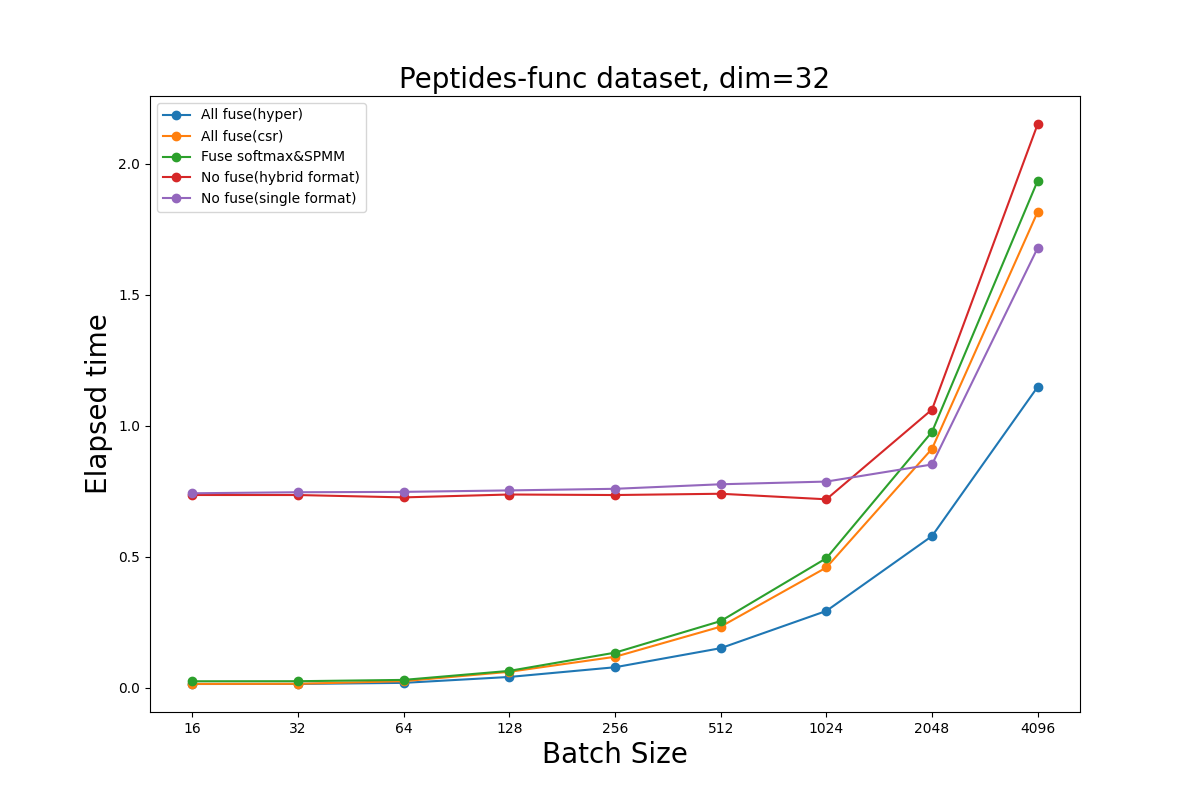 Peptides-func dataset, dim=32
All fuse(hyper)
All fuse(csr)
Fuse softmax&SPMM
No fuse(hybrid format)
No fuse(single format)
Elapsed time
2.0
1.5
1.0
0.5
0.0
16 32 64 128 256 512 1024 2048 4096
Batch Size